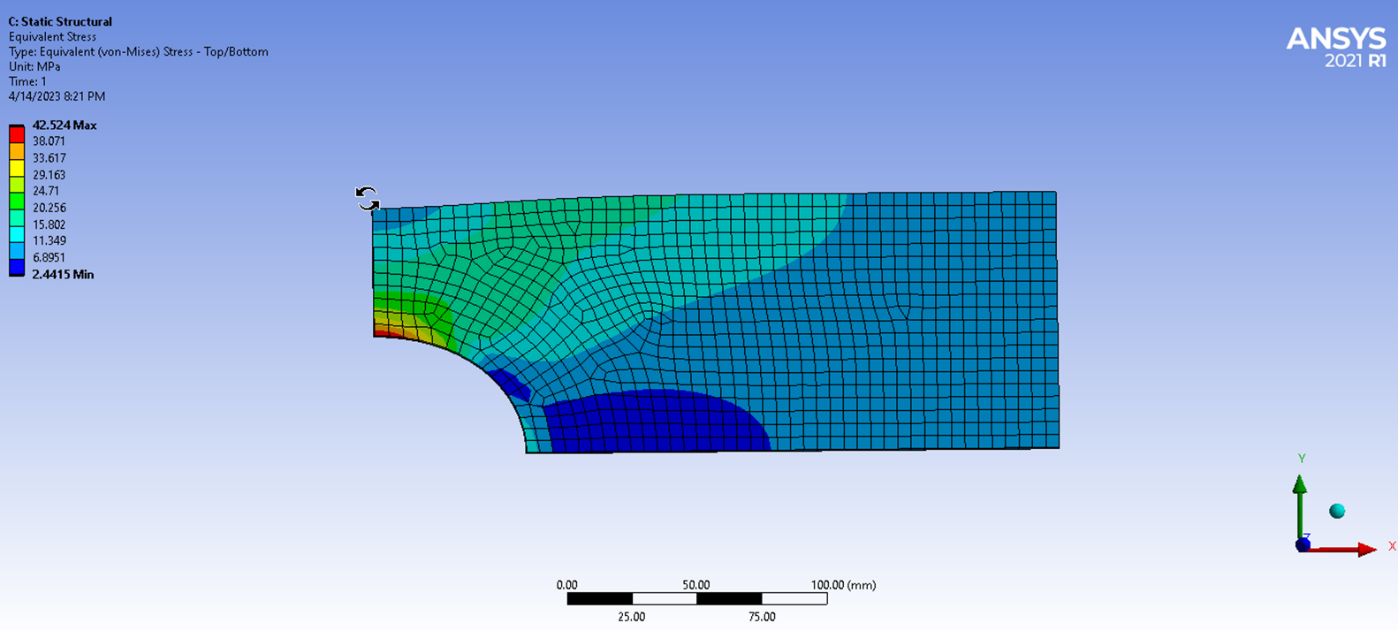 C: Static Structural
Equivalent Stress
Type: Equivalent (von-Mises) Stress - Top/Bottom
Unit: MPa
Time: 1
4/14/2023 8:21 PM
ANSYS
2021 R1
42.524 Max
38.071
33.617
29.163
24.71
20.256
15.802
11.349
6.8951
2.4415 Min
Y
Z
X
0.00 50.00 100.00 (mm)
25.00 75.00